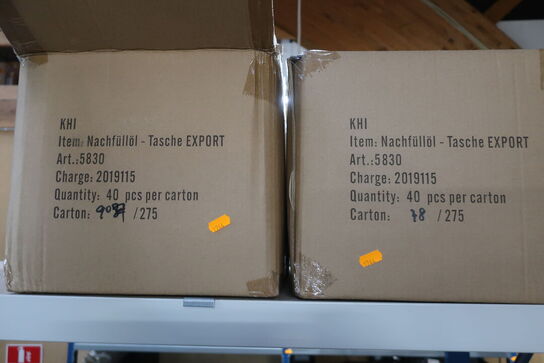 KHI
Item: Nachfüllöl - Tasche EXPORT
Art.:5830
Charge: 2019115
Quantity: 40 pcs per carton
Carton: /275
KHI
Item: Nachfüllöl - Tasche EXPORT
Art.:5830
Charge: 2019115
Quantity: 40 pcs per carton
Carton: 78 /275